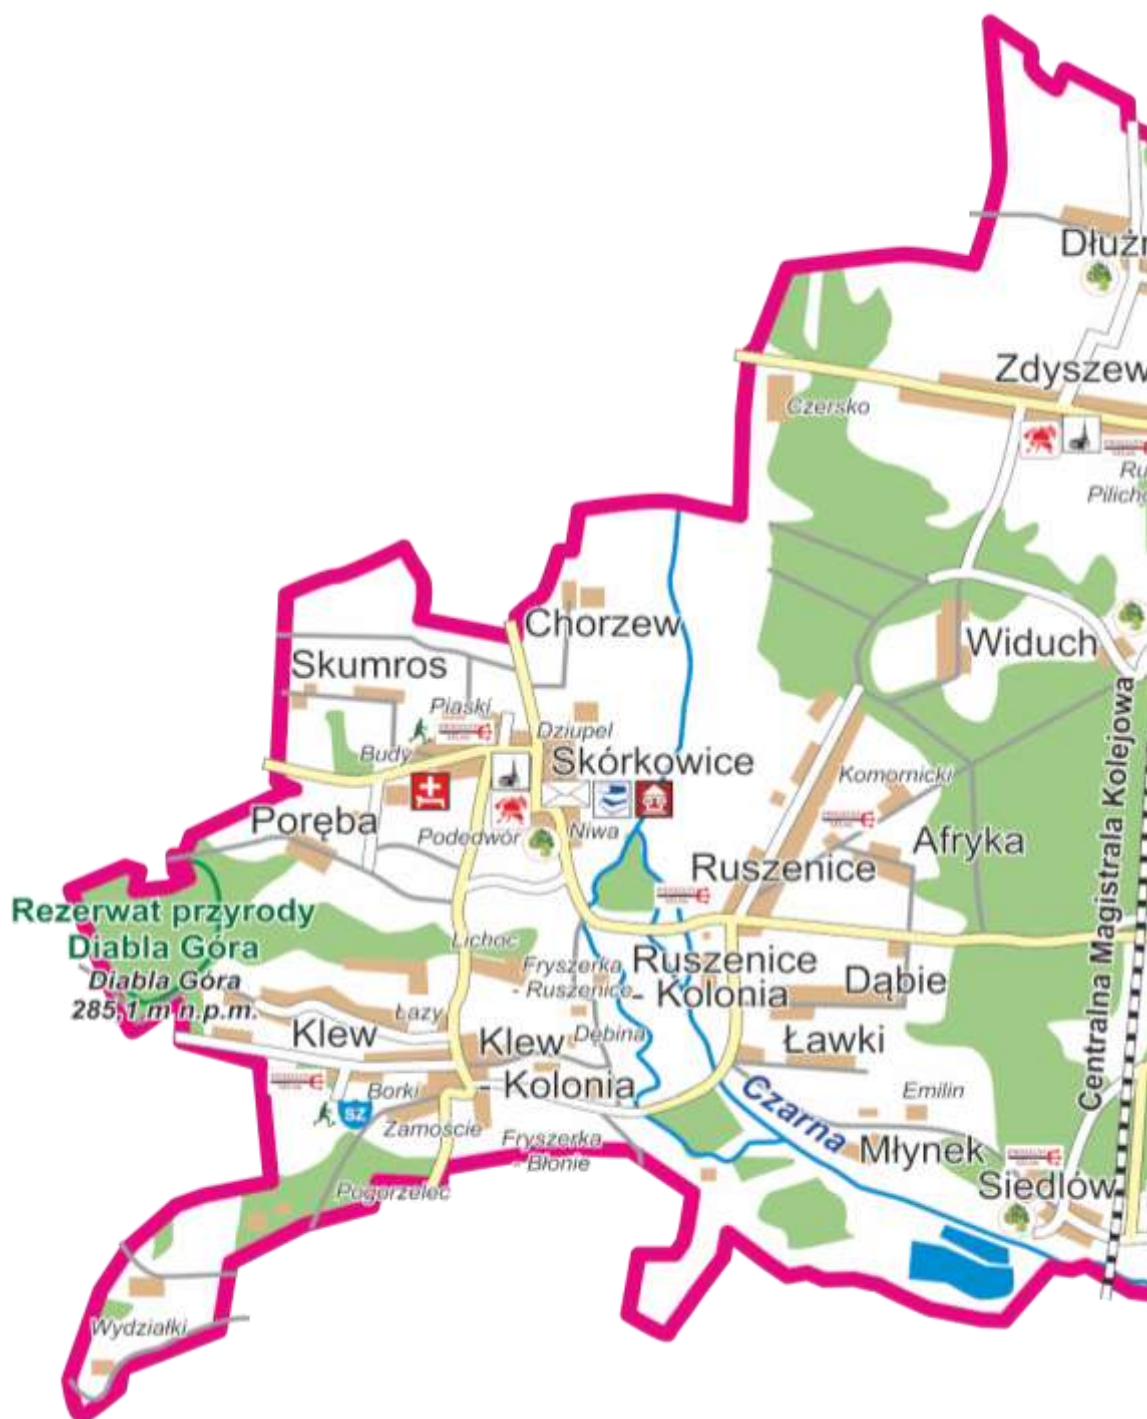 Dłużn
Zdyszew
Czersko
Ru
Pilicho
Chorzew
Widuch
Skumros
Piaski
Dziupel
Budy
Skórkowice
Komornicki
Centralna Magistrala Kolejowa
Poręba
Podedwór
Niwa
Afryka
Ruszenice
Rezerwat przyrody
Diabla Góra
Diabla Góra
285,1 m n.p.m.
Lichoc
Fryszerka
- Ruszenice
Ruszenice
- Kolonia
Dąbie
Łazy
Klew
Klew
- Kolonia
Dębina
Ławki
Borki
SZ
Zamoście
Czarna
Emilin
Fryszerka
- Błonie
Młynek
Pogorzelec
Siedlów
Wydziałki